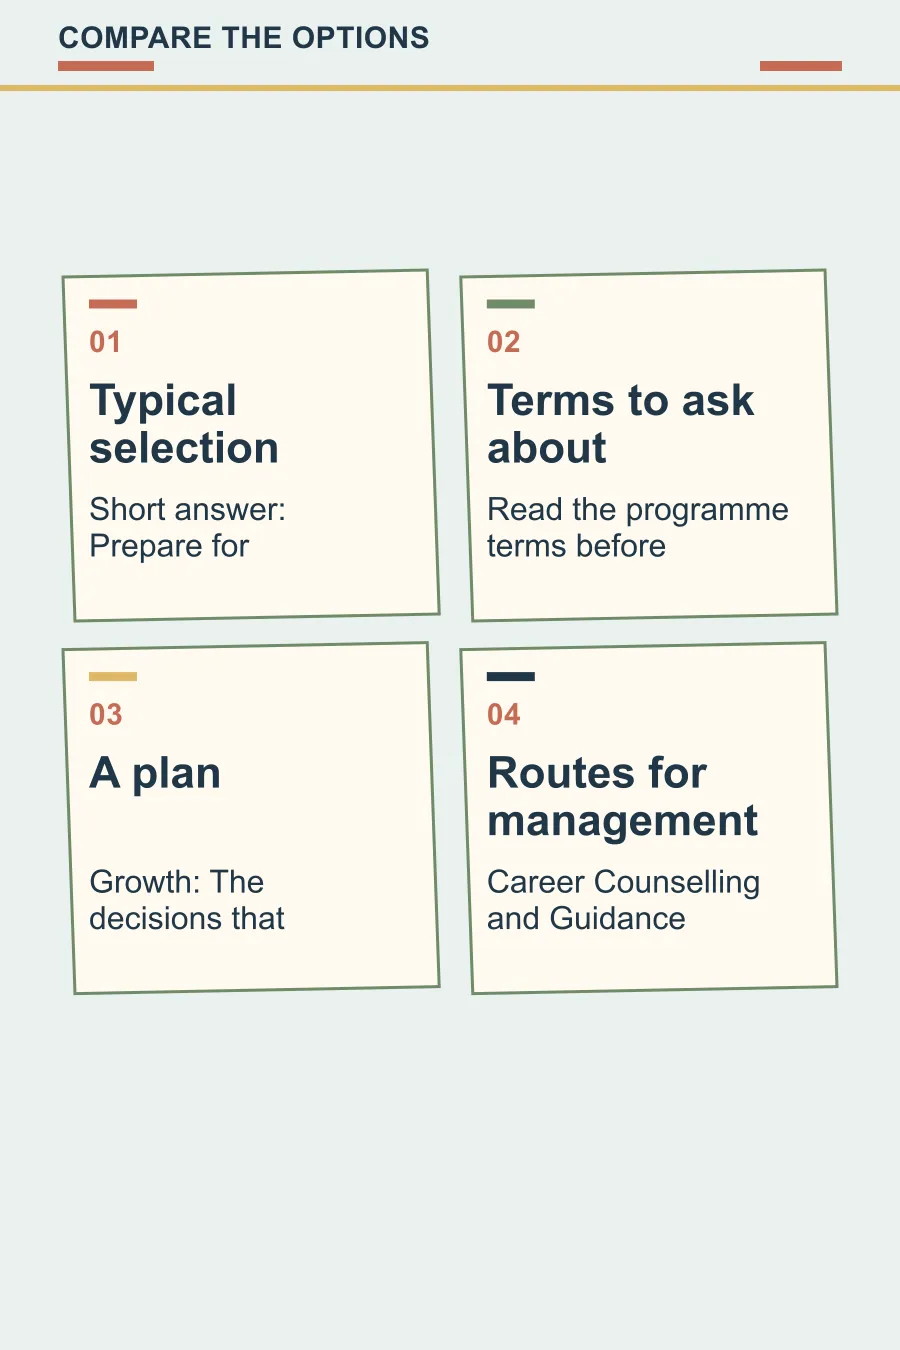 COMPARE THE OPTIONS
01
Typical
selection
Short answer:
Prepare for
02
Terms to ask
about
Read the programme
terms before
03
A plan
Growth: The
decisions that
04
Routes for
management
Career Counselling
and Guidance